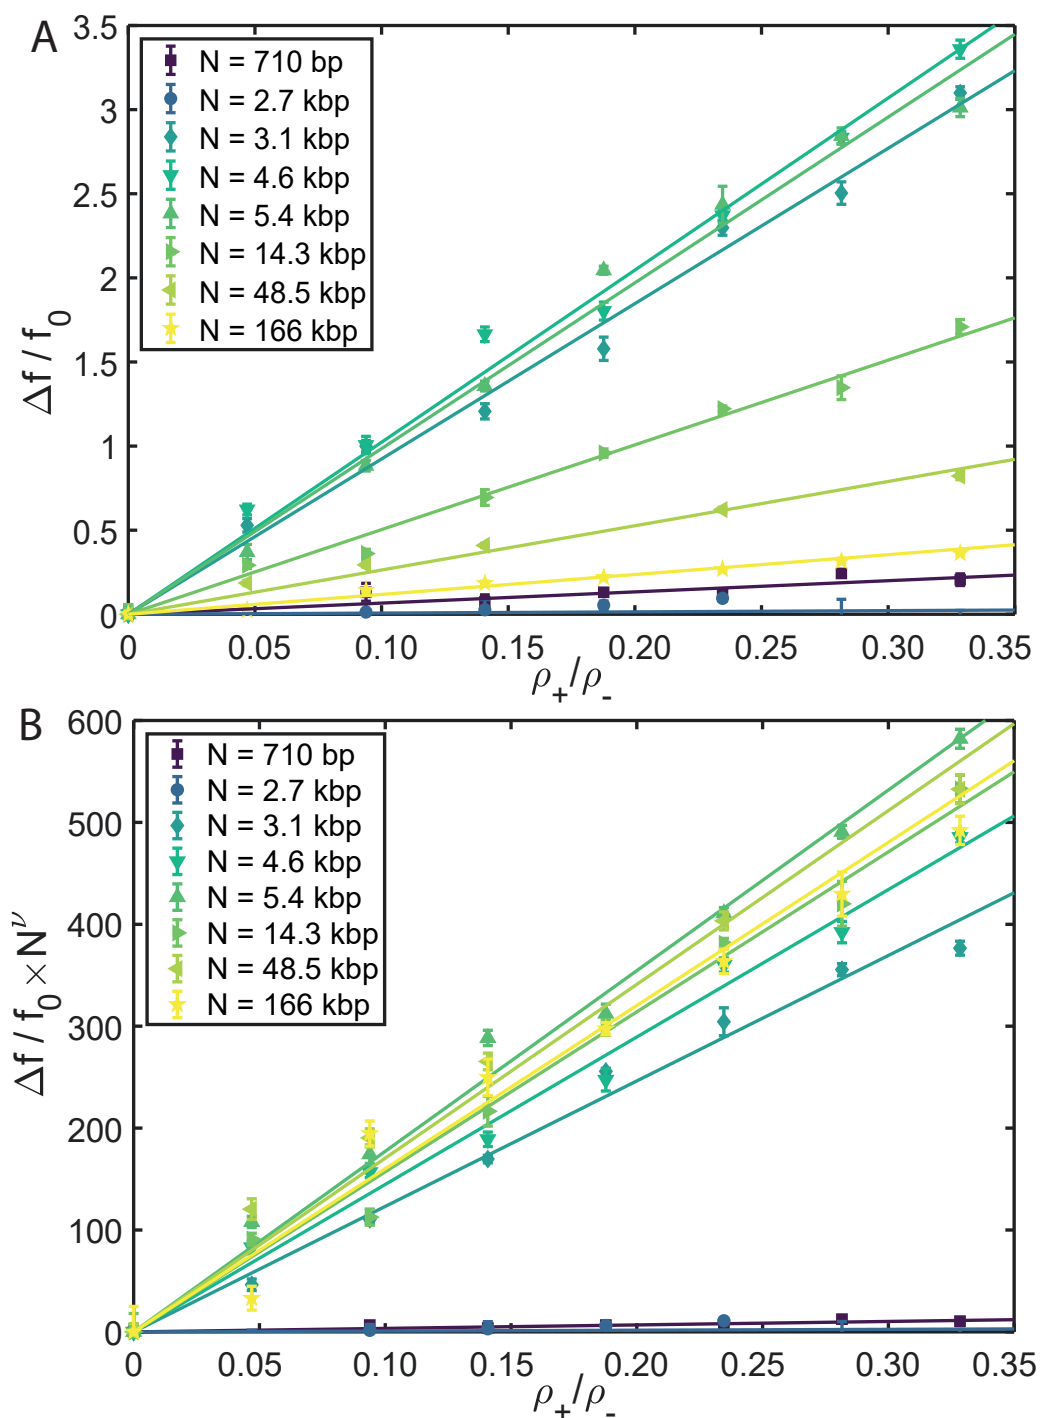 A
3.5
3
2.5
2
1.5
1
0.5
0
Δf / f₀
N = 710 bp
N = 2.7 kbp
N = 3.1 kbp
N = 4.6 kbp
N = 5.4 kbp
N = 14.3 kbp
N = 48.5 kbp
N = 166 kbp
0 0.05 0.10 0.15 0.20 0.25 0.30 0.35
ρ₊/ρ₋
B
600
500
400
300
200
100
0
Δf / f₀ × N^ν
N = 710 bp
N = 2.7 kbp
N = 3.1 kbp
N = 4.6 kbp
N = 5.4 kbp
N = 14.3 kbp
N = 48.5 kbp
N = 166 kbp
0 0.05 0.10 0.15 0.20 0.25 0.30 0.35
ρ₊/ρ₋